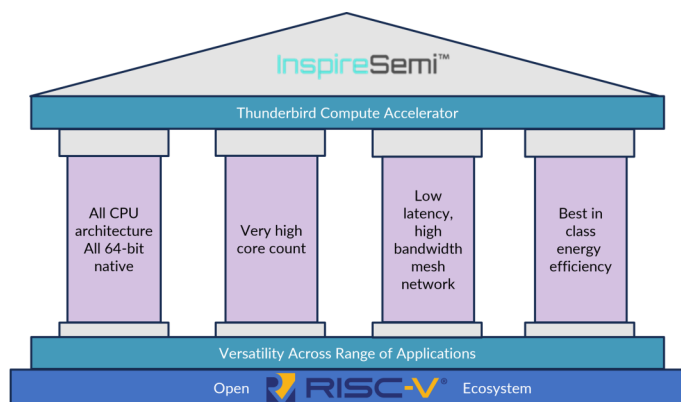 InspireSemi™
Thunderbird Compute Accelerator
All CPU
architecture
All 64-bit
native
Very high
core count
Low
latency,
high
bandwidth
mesh
network
Best in
class
energy
efficiency
Versatility Across Range of Applications
Open RISC-V® Ecosystem